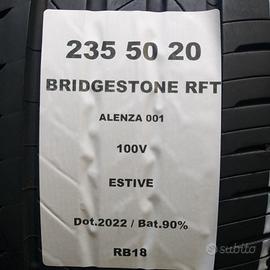 235 50 20
BRIDGESTONE RFT
ALENZA 001
100V
ESTIVE
Dot.2022 / Bat.90%
RB18
subito